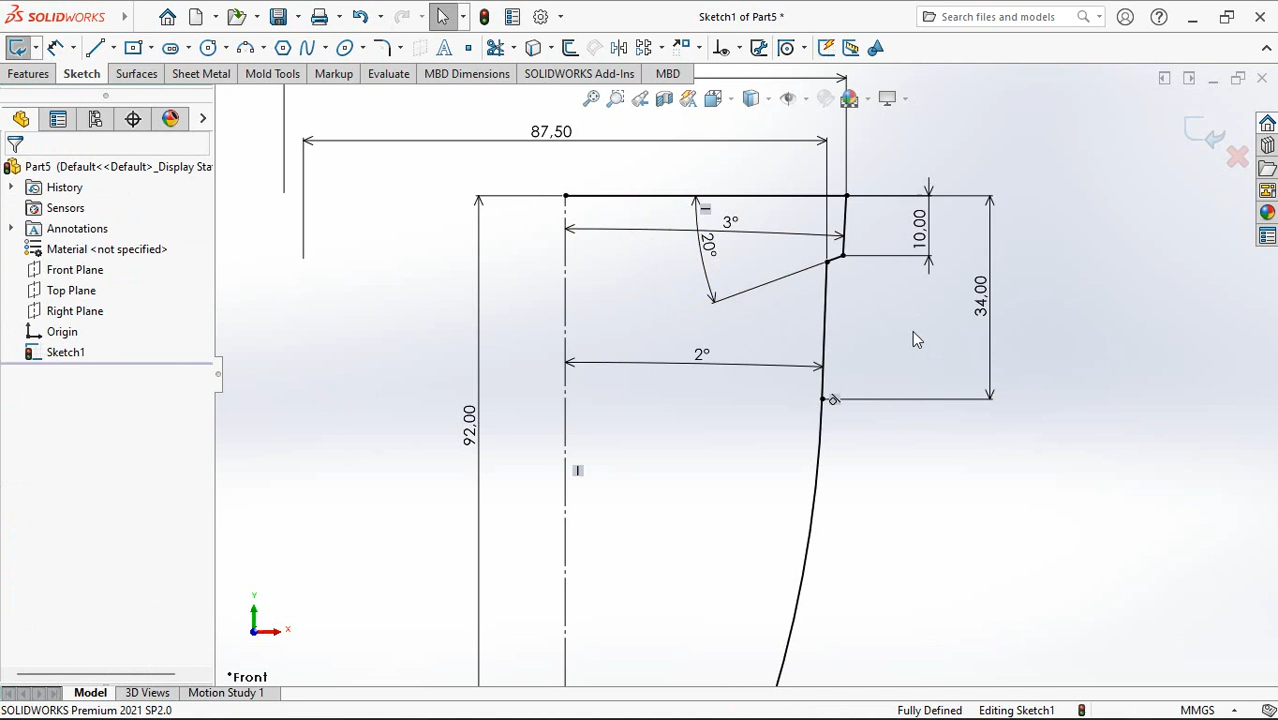 SOLIDWORKS
Sketch1 of Part5 *
Search files and models
Features
Sketch
Surfaces
Sheet Metal
Mold Tools
Markup
Evaluate
MBD Dimensions
SOLIDWORKS Add-Ins
MBD
Part5 (Default<<Default>_Display Sta
History
Sensors
Annotations
Material <not specified>
Front Plane
Top Plane
Right Plane
Origin
Sketch1
87,50
3°
20°
10,00
34,00
2°
92,00
Y
X
*Front
Model
3D Views
Motion Study 1
SOLIDWORKS Premium 2021 SP2.0
Fully Defined
Editing Sketch1
MMGS